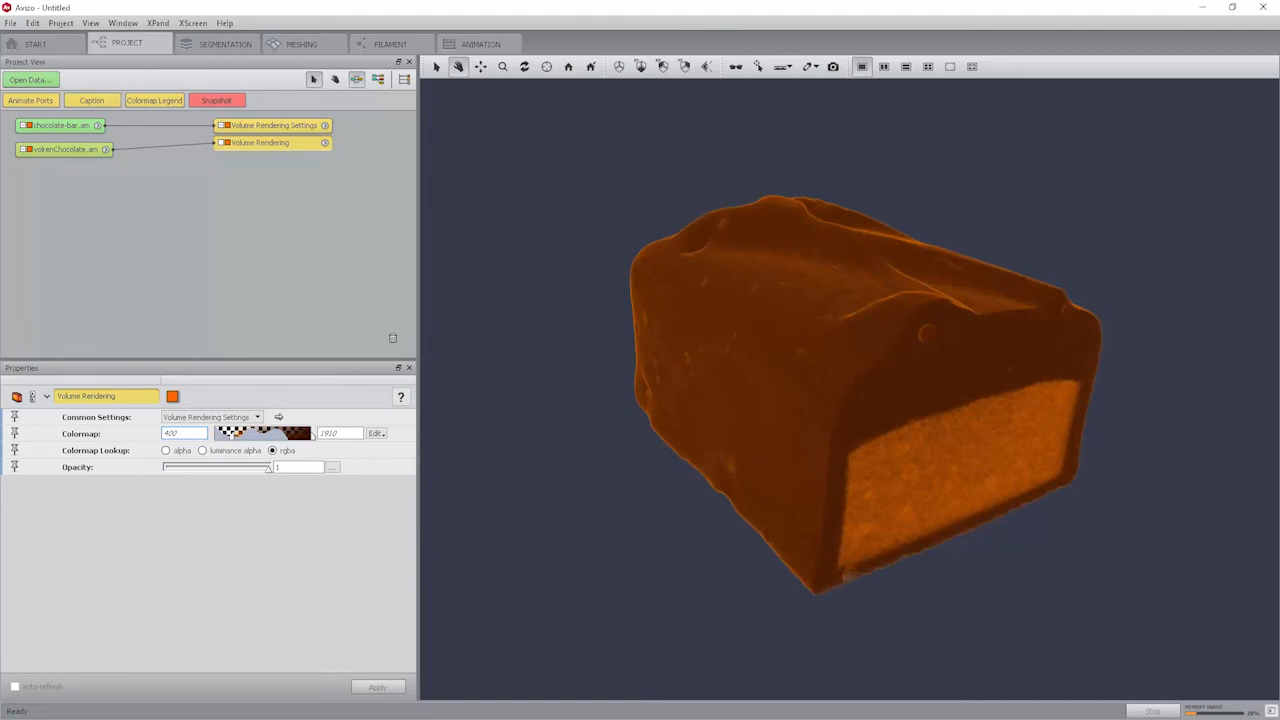 Avizo - Untitled
File Edit Project View Window XPand XScreen Help
START PROJECT SEGMENTATION MESHING FILAMENT ANIMATION
Project View
Open Data...
Animate Ports Caption Colormap Legend Snapshot
chocolate-bar.am Volume Rendering Settings
volrenChocolate.am Volume Rendering
Properties
Volume Rendering ?
Common Settings: Volume Rendering Settings
Colormap: 400 1910 Edit
Colormap Lookup: alpha luminance alpha rgba
Opacity: 1 ...
auto-refresh Apply
Ready Stop MEMORY USAGE 20%